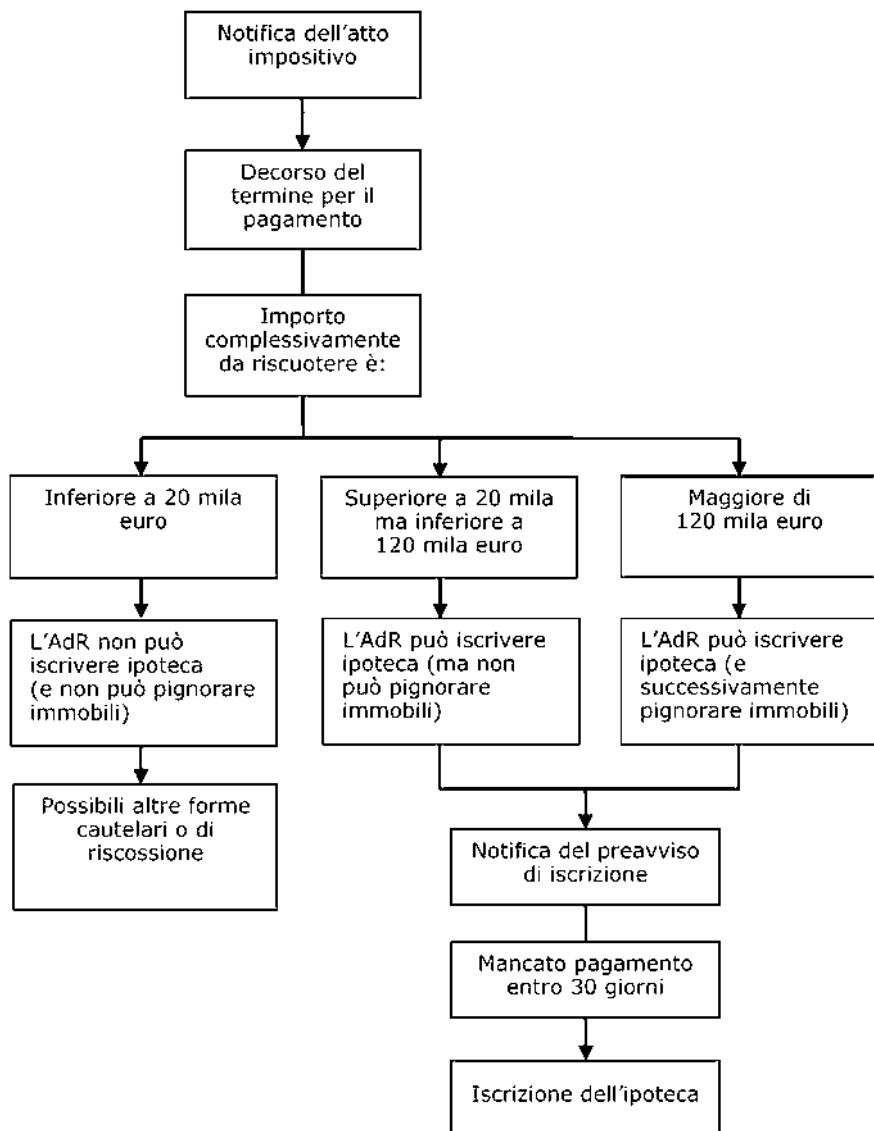 Notifica dell'atto
impositivo
Decorso del
termine per il
pagamento
Importo
complessivamente
da riscuotere è:
Inferiore a 20 mila
euro
Superiore a 20 mila
ma inferiore a
120 mila euro
Maggiore di
120 mila euro
L'AdR non può
iscrivere ipoteca
(e non può pignorare
immobili)
L'AdR può iscrivere
ipoteca (ma non
può pignorare
immobili)
L'AdR può iscrivere
ipoteca (e
successivamente
pignorare immobili)
Possibili altre forme
cautelari o di
riscossione
Notifica del preavviso
di iscrizione
Mancato pagamento
entro 30 giorni
Iscrizione dell'ipoteca